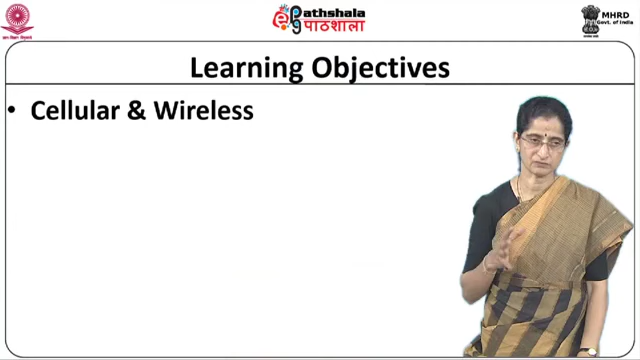 Pathshala
पाठशाला
MHRD
Govt. of India
Learning Objectives
• Cellular & Wireless